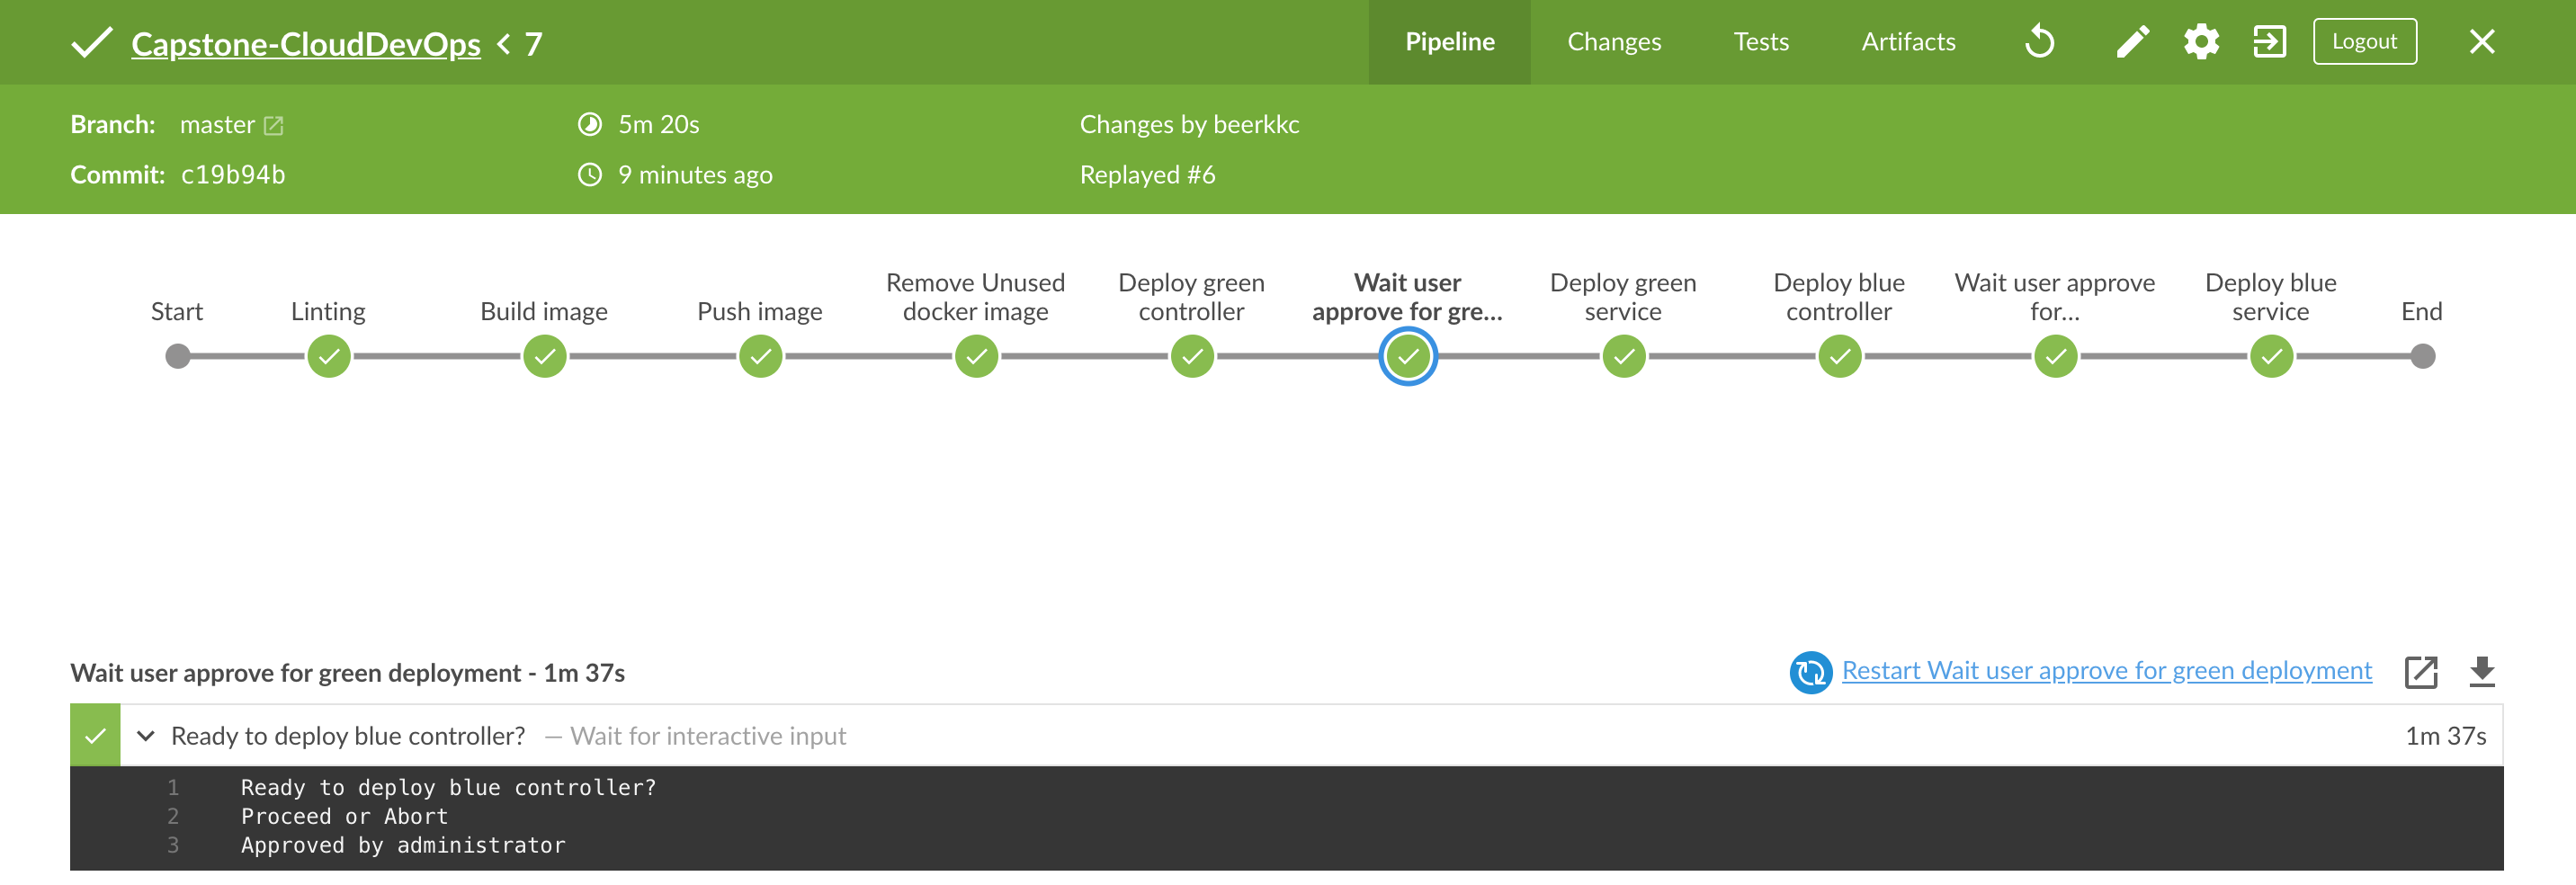 Capstone-CloudDevOps < 7
Pipeline
Changes
Tests
Artifacts
Logout
Branch: master
5m 20s
Changes by beerkkc
Commit: c19b94b
9 minutes ago
Replayed #6
Start
Linting
Build image
Push image
Remove Unused
docker image
Deploy green
controller
Wait user
approve for gre...
Deploy green
service
Deploy blue
controller
Wait user approve
for...
Deploy blue
service
End
Wait user approve for green deployment - 1m 37s
Restart Wait user approve for green deployment
Ready to deploy blue controller? — Wait for interactive input
1m 37s
1 Ready to deploy blue controller?
2 Proceed or Abort
3 Approved by administrator